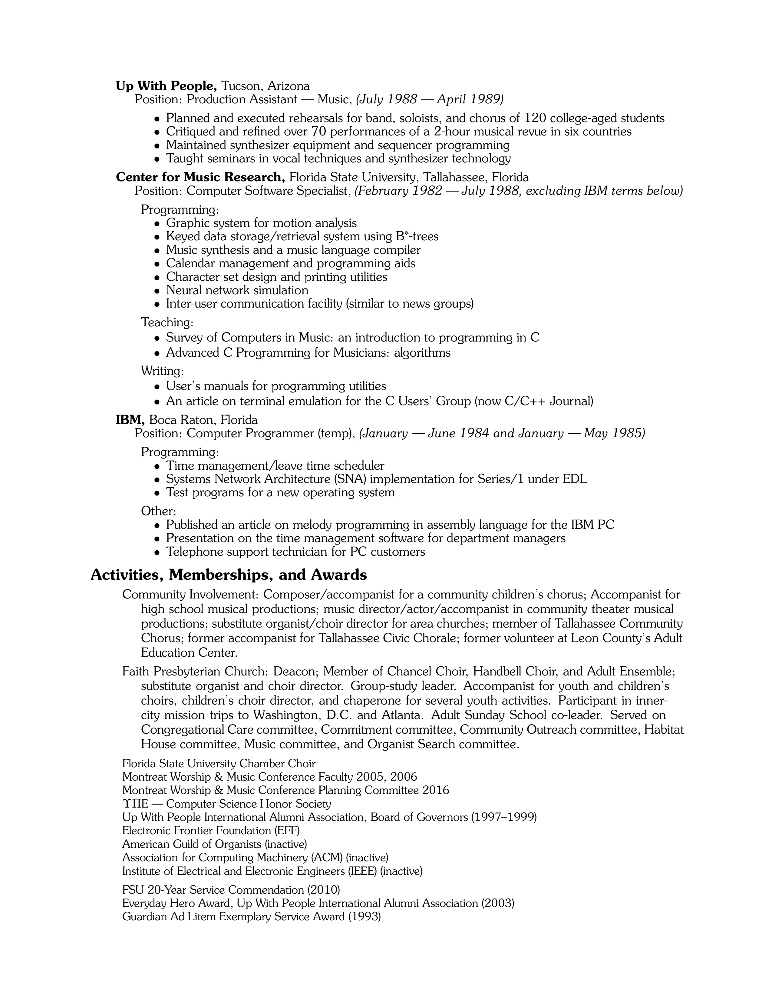 Up With People, Tucson, Arizona
Position: Production Assistant — Music, (July 1988 — April 1989)
• Planned and executed rehearsals for band, soloists, and chorus of 120 college-aged students
• Critiqued and refined over 70 performances of a 2-hour musical revue in six countries
• Maintained synthesizer equipment and sequencer programming
• Taught seminars in vocal techniques and synthesizer technology
Center for Music Research, Florida State University, Tallahassee, Florida
Position: Computer Software Specialist, (February 1982 — July 1988, excluding IBM terms below)
Programming:
• Graphic system for motion analysis
• Keyed data storage/retrieval system using B*-trees
• Music synthesis and a music language compiler
• Calendar management and programming aids
• Character set design and printing utilities
• Neural network simulation
• Inter-user communication facility (similar to news groups)
Teaching:
• Survey of Computers in Music: an introduction to programming in C
• Advanced C Programming for Musicians: algorithms
Writing:
• User's manuals for programming utilities
• An article on terminal emulation for the C Users' Group (now C/C++ Journal)
IBM, Boca Raton, Florida
Position: Computer Programmer (temp), (January — June 1984 and January — May 1985)
Programming:
• Time management/leave time scheduler
• Systems Network Architecture (SNA) implementation for Series/1 under EDL
• Test programs for a new operating system
Other:
• Published an article on melody programming in assembly language for the IBM PC
• Presentation on the time management software for department managers
• Telephone support technician for PC customers
Activities, Memberships, and Awards
Community Involvement: Composer/accompanist for a community children's chorus; Accompanist for
high school musical productions; music director/actor/accompanist in community theater musical
productions; substitute organist/choir director for area churches; member of Tallahassee Community
Chorus; former accompanist for Tallahassee Civic Chorale; former volunteer at Leon County's Adult
Education Center.
Faith Presbyterian Church: Deacon; Member of Chancel Choir, Handbell Choir, and Adult Ensemble;
substitute organist and choir director. Group-study leader. Accompanist for youth and children's
choirs, children's choir director, and chaperone for several youth activities. Participant in inner-
city mission trips to Washington, D.C. and Atlanta. Adult Sunday School co-leader. Served on
Congregational Care committee, Commitment committee, Community Outreach committee, Habitat
House committee, Music committee, and Organist Search committee.
Florida State University Chamber Choir
Montreat Worship & Music Conference Faculty 2005, 2006
Montreat Worship & Music Conference Planning Committee 2016
ΥΠΕ — Computer Science Honor Society
Up With People International Alumni Association, Board of Governors (1997–1999)
Electronic Frontier Foundation (EFF)
American Guild of Organists (inactive)
Association for Computing Machinery (ACM) (inactive)
Institute of Electrical and Electronic Engineers (IEEE) (inactive)
FSU 20-Year Service Commendation (2010)
Everyday Hero Award, Up With People International Alumni Association (2003)
Guardian Ad Litem Exemplary Service Award (1993)